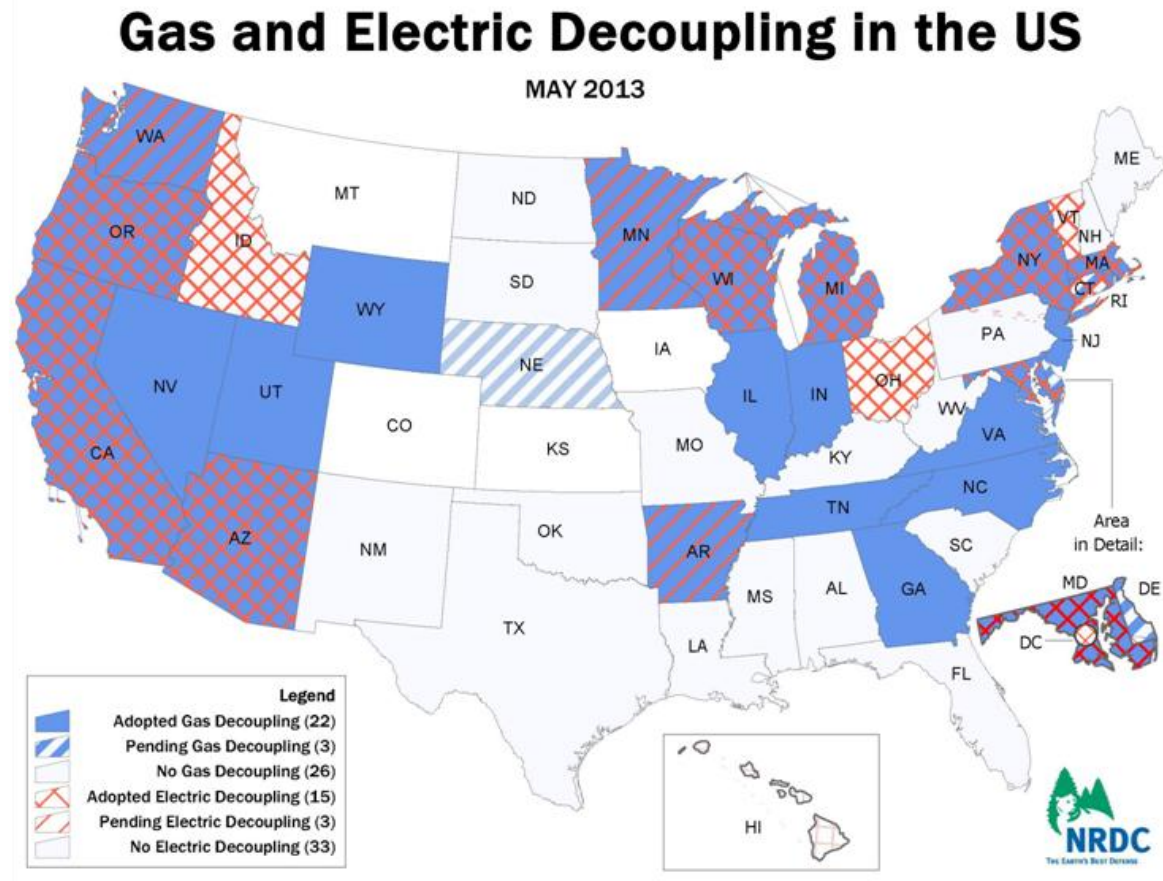 Gas and Electric Decoupling in the US
MAY 2013
WA
OR
CA
ID
NV
AZ
UT
MT
WY
CO
NM
ND
SD
NE
KS
OK
TX
MN
IA
MO
AR
LA
WI
IL
MI
IN
OH
KY
TN
MS
AL
GA
FL
SC
NC
VA
WV
PA
NY
VT
NH
ME
MA
CT
RI
NJ
Area
in Detail:
MD
DE
DC
HI
Legend
Adopted Gas Decoupling (22)
Pending Gas Decoupling (3)
No Gas Decoupling (26)
Adopted Electric Decoupling (15)
Pending Electric Decoupling (3)
No Electric Decoupling (33)
NRDC
THE EARTH'S BEST DEFENSE